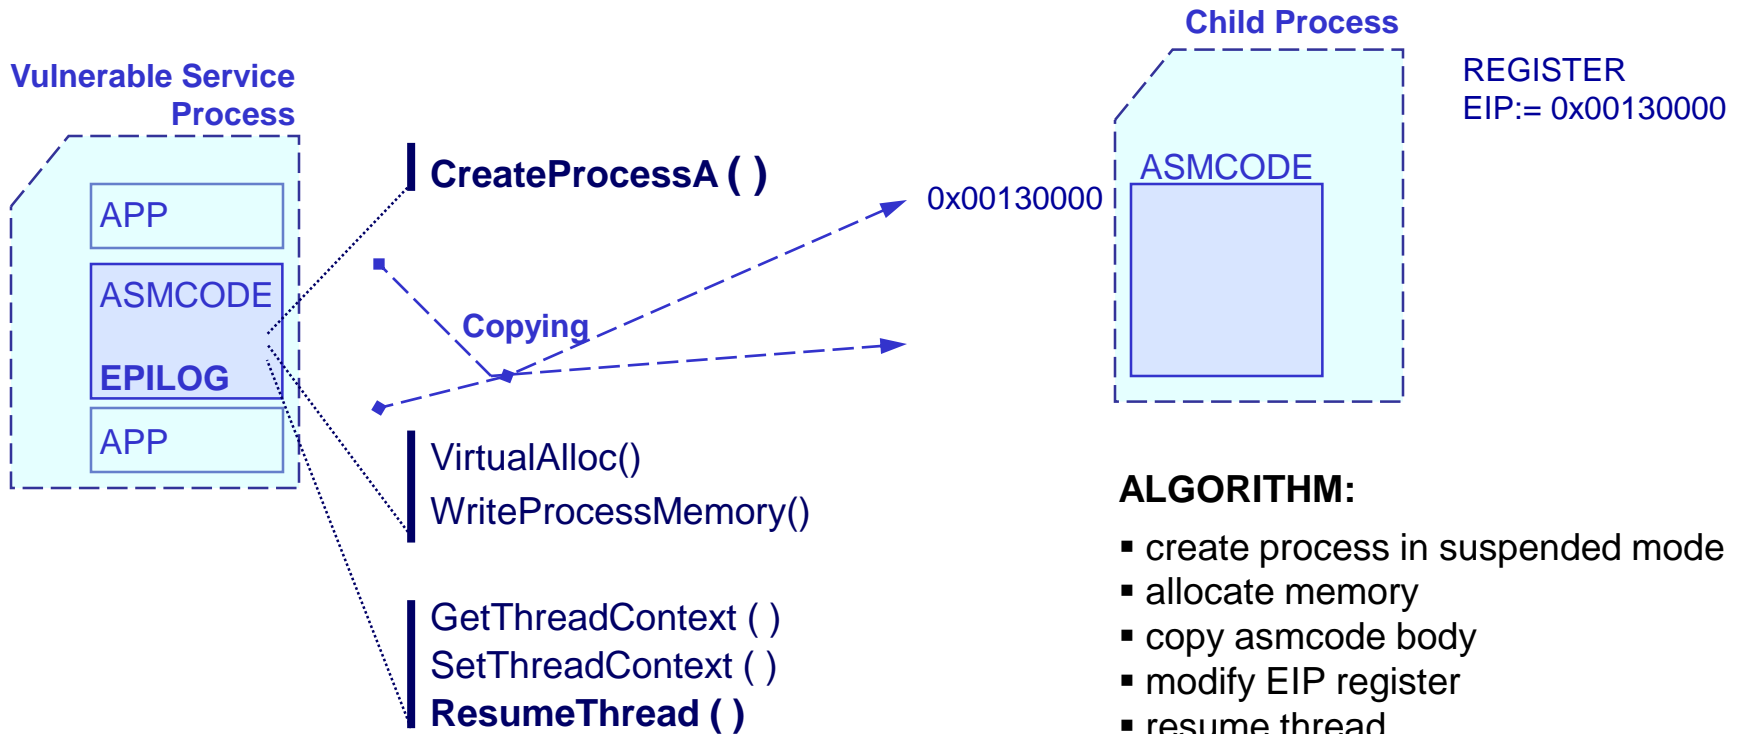 Child Process
Vulnerable Service
Process
REGISTER
EIP:= 0x00130000
CreateProcessA ( )
APP
ASMCODE
EPILOG
APP
Copying
0x00130000
ASMCODE
VirtualAlloc()
WriteProcessMemory()
GetThreadContext ( )
SetThreadContext ( )
ResumeThread ( )
ALGORITHM:
▪ create process in suspended mode
▪ allocate memory
▪ copy asmcode body
▪ modify EIP register
▪ resume thread